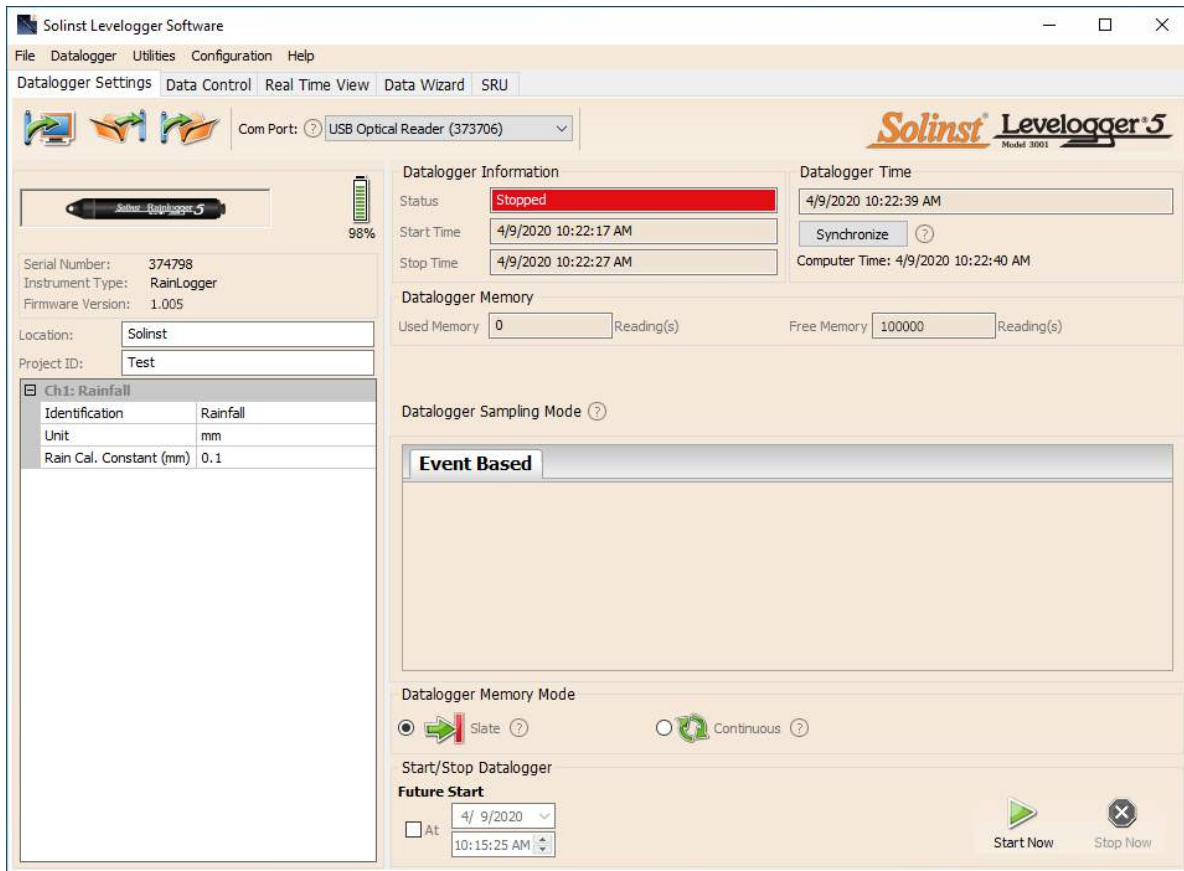 Solinst Levelogger Software
File Datalogger Utilities Configuration Help
Datalogger Settings Data Control Real Time View Data Wizard SRU
Com Port: ? USB Optical Reader (373706)
Solinst® Levelogger® 5
Model 3001
Solinst Rainlogger 5
98%
Serial Number: 374798
Instrument Type: RainLogger
Firmware Version: 1.005
Location: Solinst
Project ID: Test
Ch1: Rainfall
Identification Rainfall
Unit mm
Rain Cal. Constant (mm) 0.1
Datalogger Information
Status Stopped
Start Time 4/9/2020 10:22:17 AM
Stop Time 4/9/2020 10:22:27 AM
Datalogger Time
4/9/2020 10:22:39 AM
Synchronize ?
Computer Time: 4/9/2020 10:22:40 AM
Datalogger Memory
Used Memory 0 Reading(s) Free Memory 100000 Reading(s)
Datalogger Sampling Mode ?
Event Based
Datalogger Memory Mode
Slate ? Continuous ?
Start/Stop Datalogger
Future Start
At 4/ 9/2020
10:15:25 AM
Start Now Stop Now